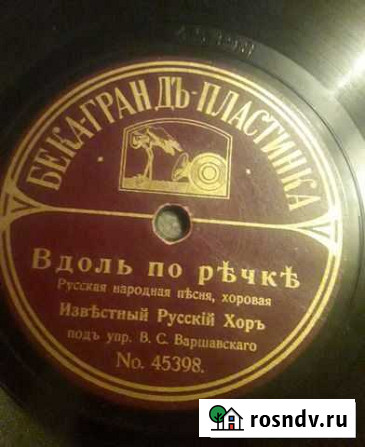 БЕКА-ГРАНДЪ-ПЛАСТИНКА
Вдоль по рѣчкѣ
Русская народная пѣсня, хоровая
Извѣстный Русскій Хоръ
подъ упр. В. С. Варшавскаго
No. 45398.
rosndv.ru